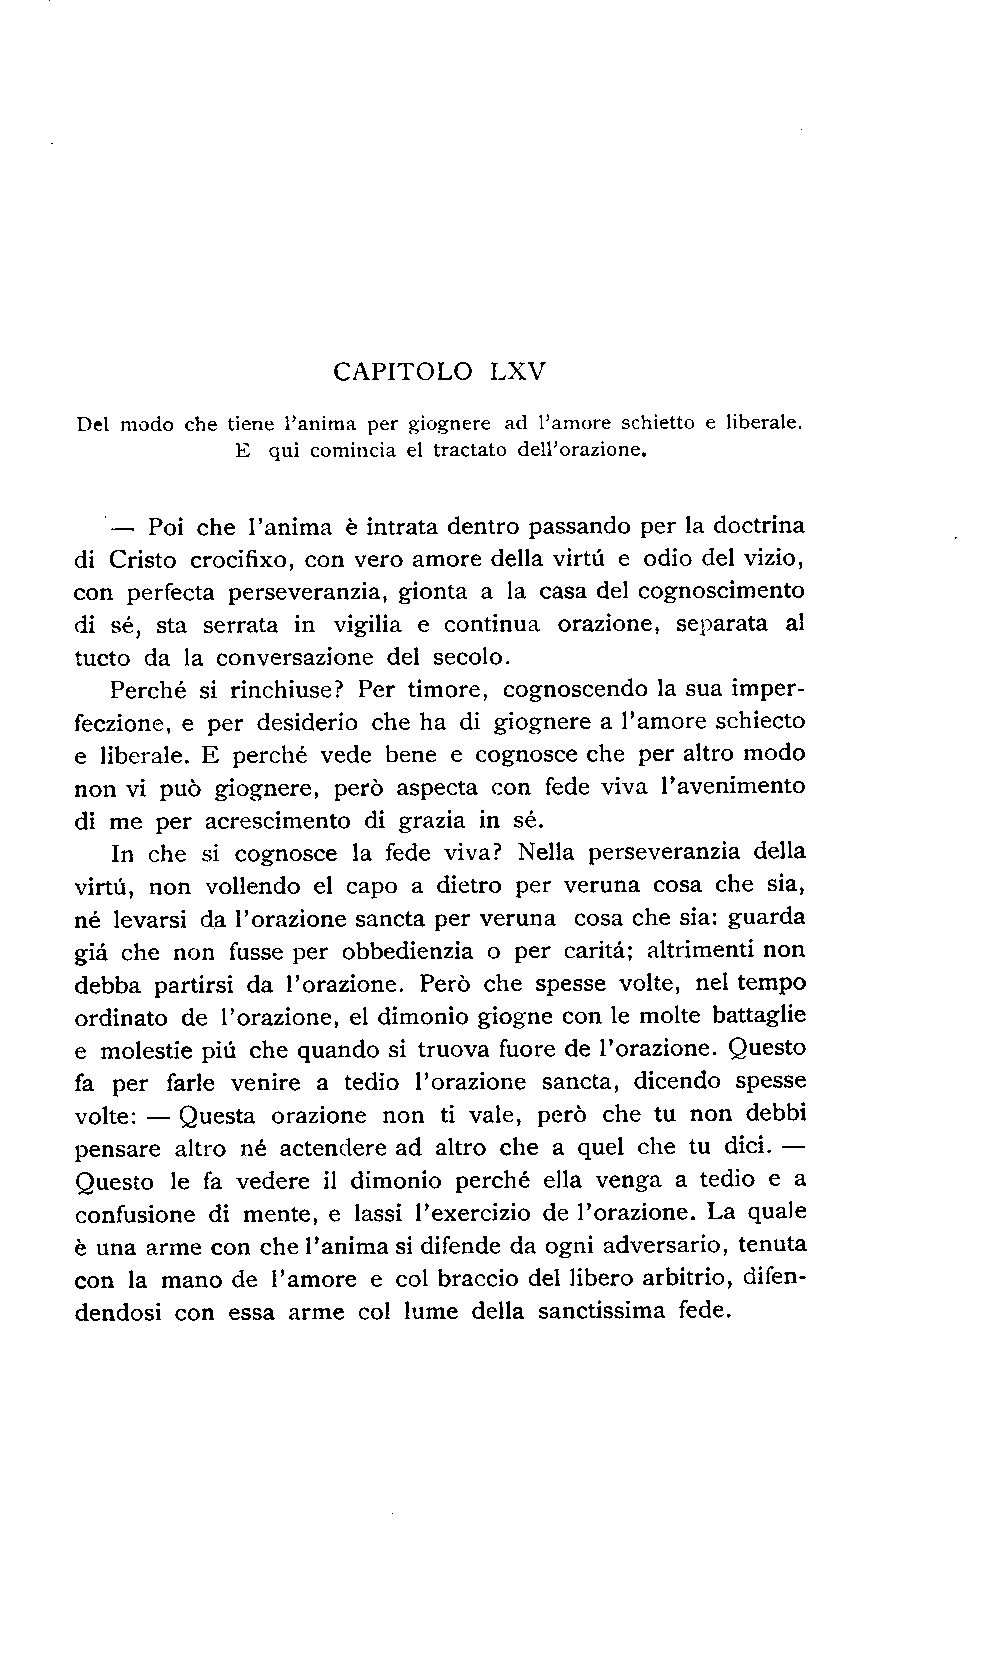 CAPITOLO LXV
Del modo che tiene l'anima per giognere ad l'amore schietto e liberale.
E qui comincia el tractato dell'orazione.
— Poi che l'anima è intrata dentro passando per la doctrina
di Cristo crocifixo, con vero amore della virtú e odio del vizio,
con perfecta perseveranzia, gionta a la casa del cognoscimento
di sé, sta serrata in vigilia e continua orazione, separata al
tucto da la conversazione del secolo.
Perché si rinchiuse? Per timore, cognoscendo la sua imper-
feczione, e per desiderio che ha di giognere a l'amore schiecto
e liberale. E perché vede bene e cognosce che per altro modo
non vi può giognere, però aspecta con fede viva l'avenimento
di me per acrescimento di grazia in sé.
In che si cognosce la fede viva? Nella perseveranzia della
virtú, non vollendo el capo a dietro per veruna cosa che sia,
né levarsi da l'orazione sancta per veruna cosa che sia: guarda
giá che non fusse per obbedienzia o per caritá; altrimenti non
debba partirsi da l'orazione. Però che spesse volte, nel tempo
ordinato de l'orazione, el dimonio giogne con le molte battaglie
e molestie piú che quando si truova fuore de l'orazione. Questo
fa per farle venire a tedio l'orazione sancta, dicendo spesse
volte: — Questa orazione non ti vale, però che tu non debbi
pensare altro né actendere ad altro che a quel che tu dici. —
Questo le fa vedere il dimonio perché ella venga a tedio e a
confusione di mente, e lassi l'exercizio de l'orazione. La quale
è una arme con che l'anima si difende da ogni adversario, tenuta
con la mano de l'amore e col braccio del libero arbitrio, difen-
dendosi con essa arme col lume della sanctissima fede.